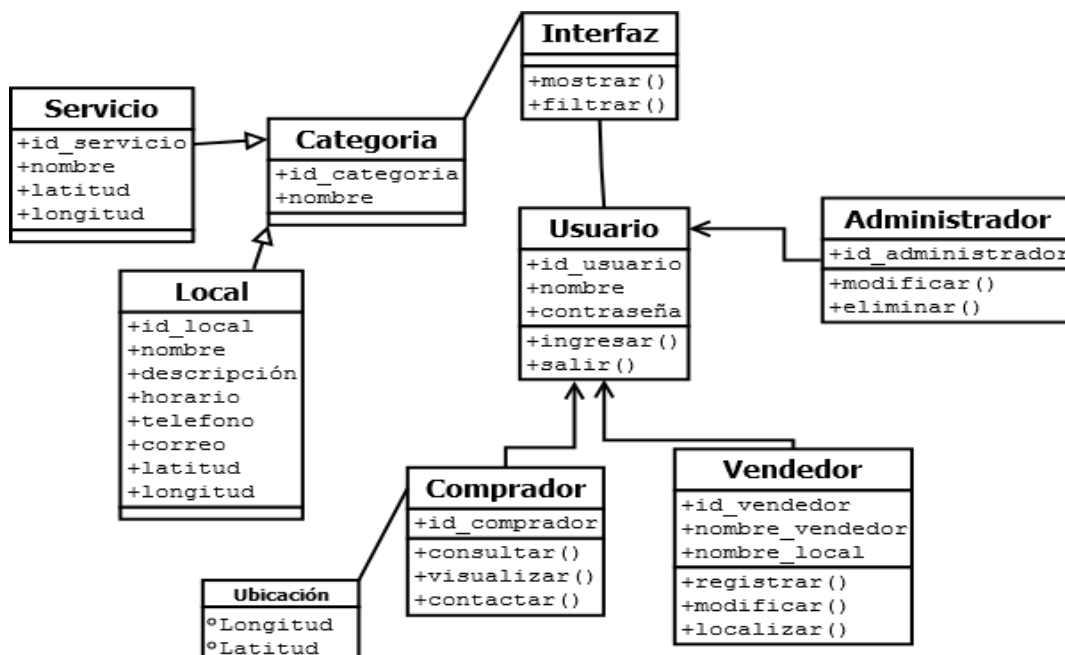 Interfaz
+mostrar()
+filtrar()
Servicio
+id_servicio
+nombre
+latitud
+longitud
Categoria
+id_categoria
+nombre
Usuario
+id_usuario
+nombre
+contraseña
+ingresar()
+salir()
Administrador
+id_administrador
+modificar()
+eliminar()
Local
+id_local
+nombre
+descripción
+horario
+telefono
+correo
+latitud
+longitud
Comprador
+id_comprador
+consultar()
+visualizar()
+contactar()
Vendedor
+id_vendedor
+nombre_vendedor
+nombre_local
+registrar()
+modificar()
+localizar()
Ubicación
ºLongitud
ºLatitud